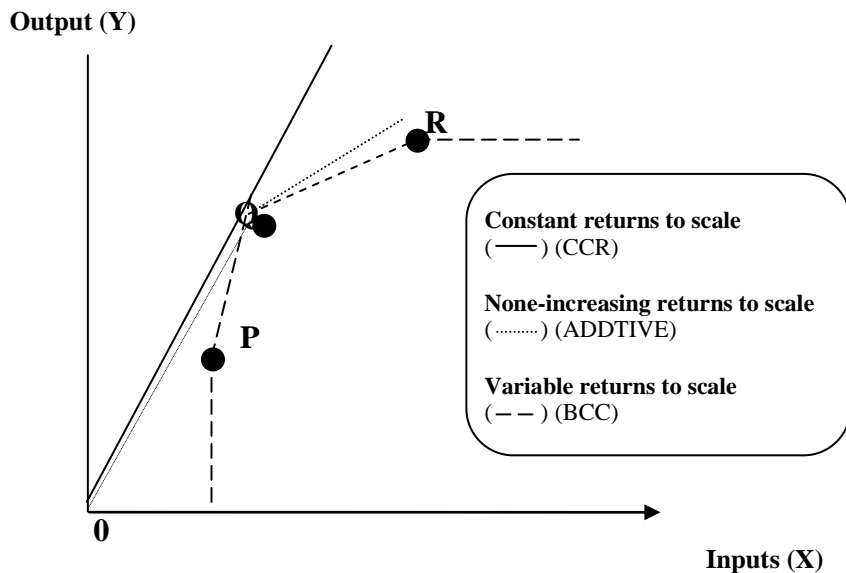 Output (Y)
R
Q
P
Constant returns to scale
( —— ) (CCR)
None-increasing returns to scale
( ........... ) (ADDTIVE)
Variable returns to scale
( — — ) (BCC)
0
Inputs (X)